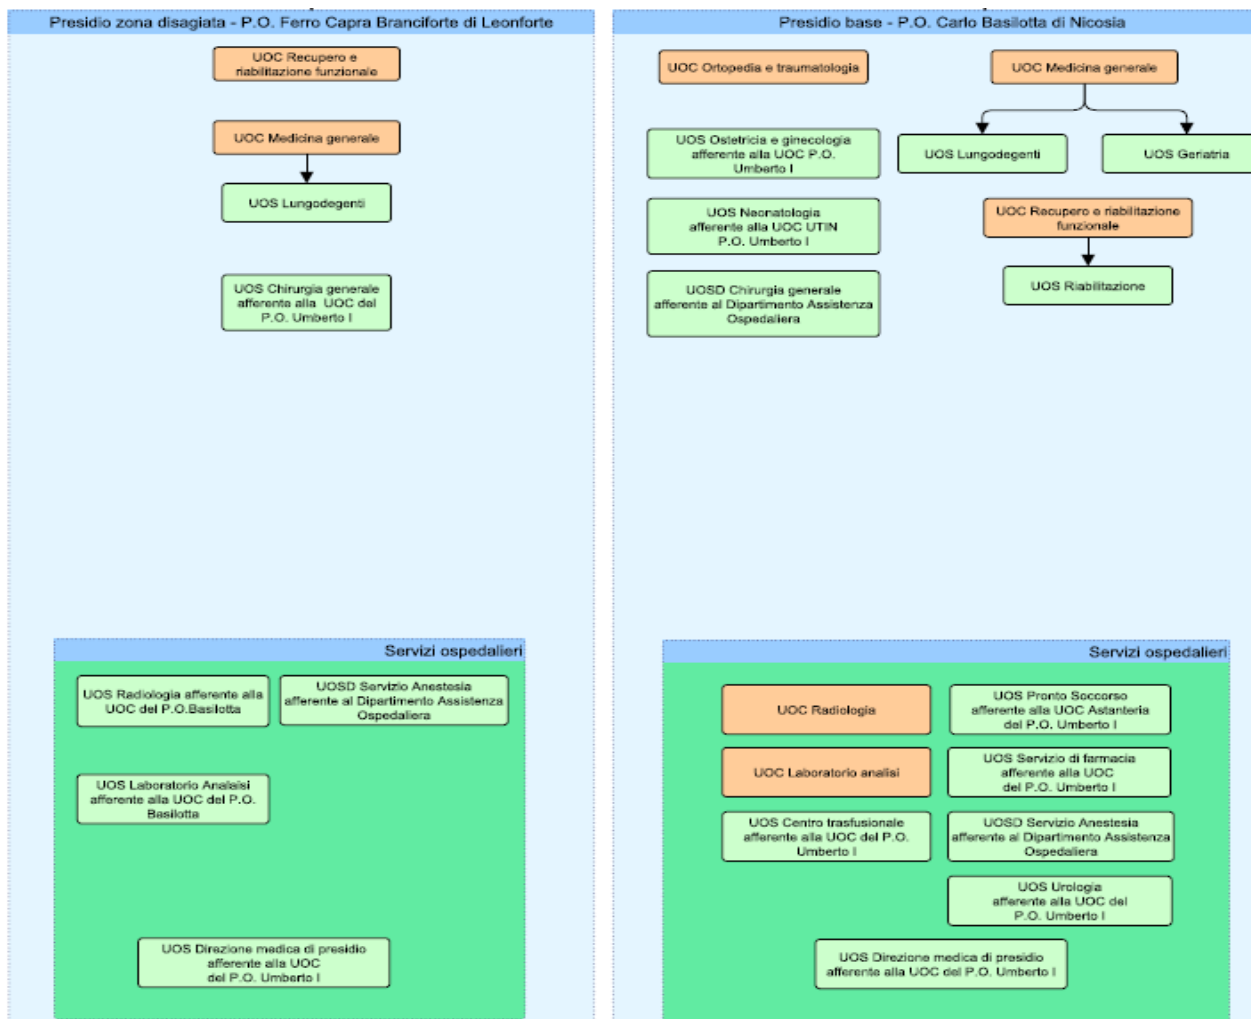 Presidio zona disagiata - P.O. Ferro Capra Branciforte di Leonforte
UOC Recupero e
riabilitazione funzionale
UOC Medicina generale
UOS Lungodegenti
UOS Chirurgia generale
afferente alla UOC del
P.O. Umberto I
Servizi ospedalieri
UOS Radiologia afferente alla
UOC del P.O.Basilotta
UOSD Servizio Anestesia
afferente al Dipartimento Assistenza
Ospedaliera
UOS Laboratorio Analaisi
afferente alla UOC del P.O.
Basilotta
UOS Direzione medica di presidio
afferente alla UOC
del P.O. Umberto I
Presidio base - P.O. Carlo Basilotta di Nicosia
UOC Ortopedia e traumatologia
UOC Medicina generale
UOS Ostetricia e ginecologia
afferente alla UOC P.O.
Umberto I
UOS Lungodegenti
UOS Geriatria
UOS Neonatologia
afferente alla UOC UTIN
P.O. Umberto I
UOC Recupero e riabilitazione
funzionale
UOSD Chirurgia generale
afferente al Dipartimento Assistenza
Ospedaliera
UOS Riabilitazione
Servizi ospedalieri
UOC Radiologia
UOS Pronto Soccorso
afferente alla UOC Astanteria
del P.O. Umberto I
UOC Laboratorio analisi
UOS Servizio di farmacia
afferente alla UOC
del P.O. Umberto I
UOS Centro trasfusionale
afferente alla UOC del P.O.
Umberto I
UOSD Servizio Anestesia
afferente al Dipartimento Assistenza
Ospedaliera
UOS Urologia
afferente alla UOC del
P.O. Umberto I
UOS Direzione medica di presidio
afferente alla UOC del P.O. Umberto I